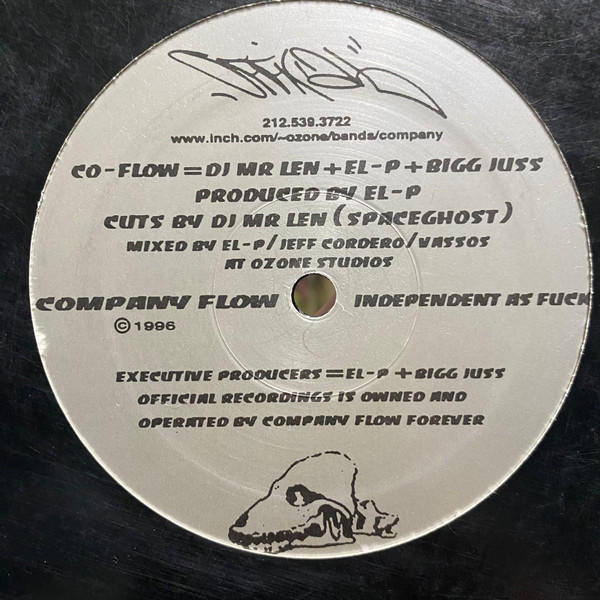 212.539.3722
www.inch.com/~ozone/bands/company
CO-FLOW=DJ MR LEN+EL-P+BIGG JUSS
PRODUCED BY EL-P
CUTS BY DJ MR LEN (SPACEGHOST)
MIXED BY EL-P/JEFF CORDERO/VASSOS
AT OZONE STUDIOS
COMPANY FLOW INDEPENDENT AS FUCK
© 1996
EXECUTIVE PRODUCERS=EL-P +BIGG JUSS
OFFICIAL RECORDINGS IS OWNED AND
OPERATED BY COMPANY FLOW FOREVER